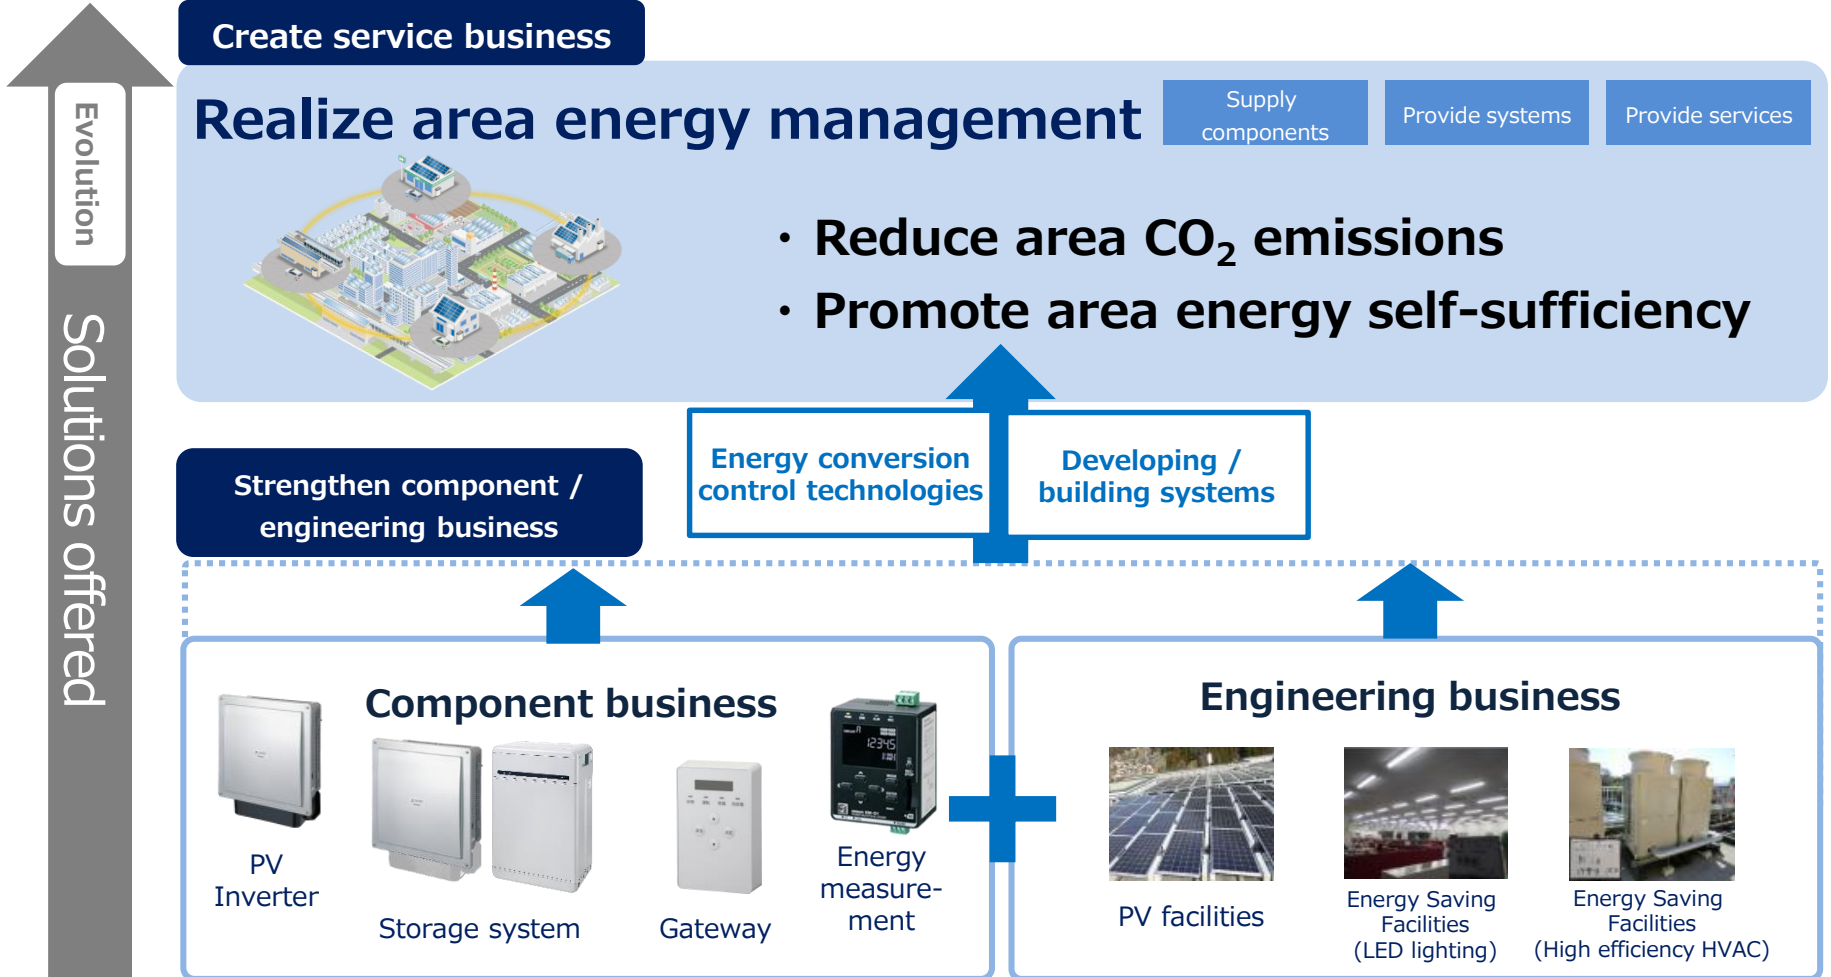 Create service business
Realize area energy management
Supply
components
Provide systems
Provide services
Evolution
Solutions offered
・Reduce area CO₂ emissions
・Promote area energy self-sufficiency
Energy conversion
control technologies
Developing /
building systems
Strengthen component /
engineering business
Component business
PV
Inverter
Storage system
Gateway
12345
Energy
measure-
ment
Engineering business
PV facilities
Energy Saving
Facilities
(LED lighting)
Energy Saving
Facilities
(High efficiency HVAC)